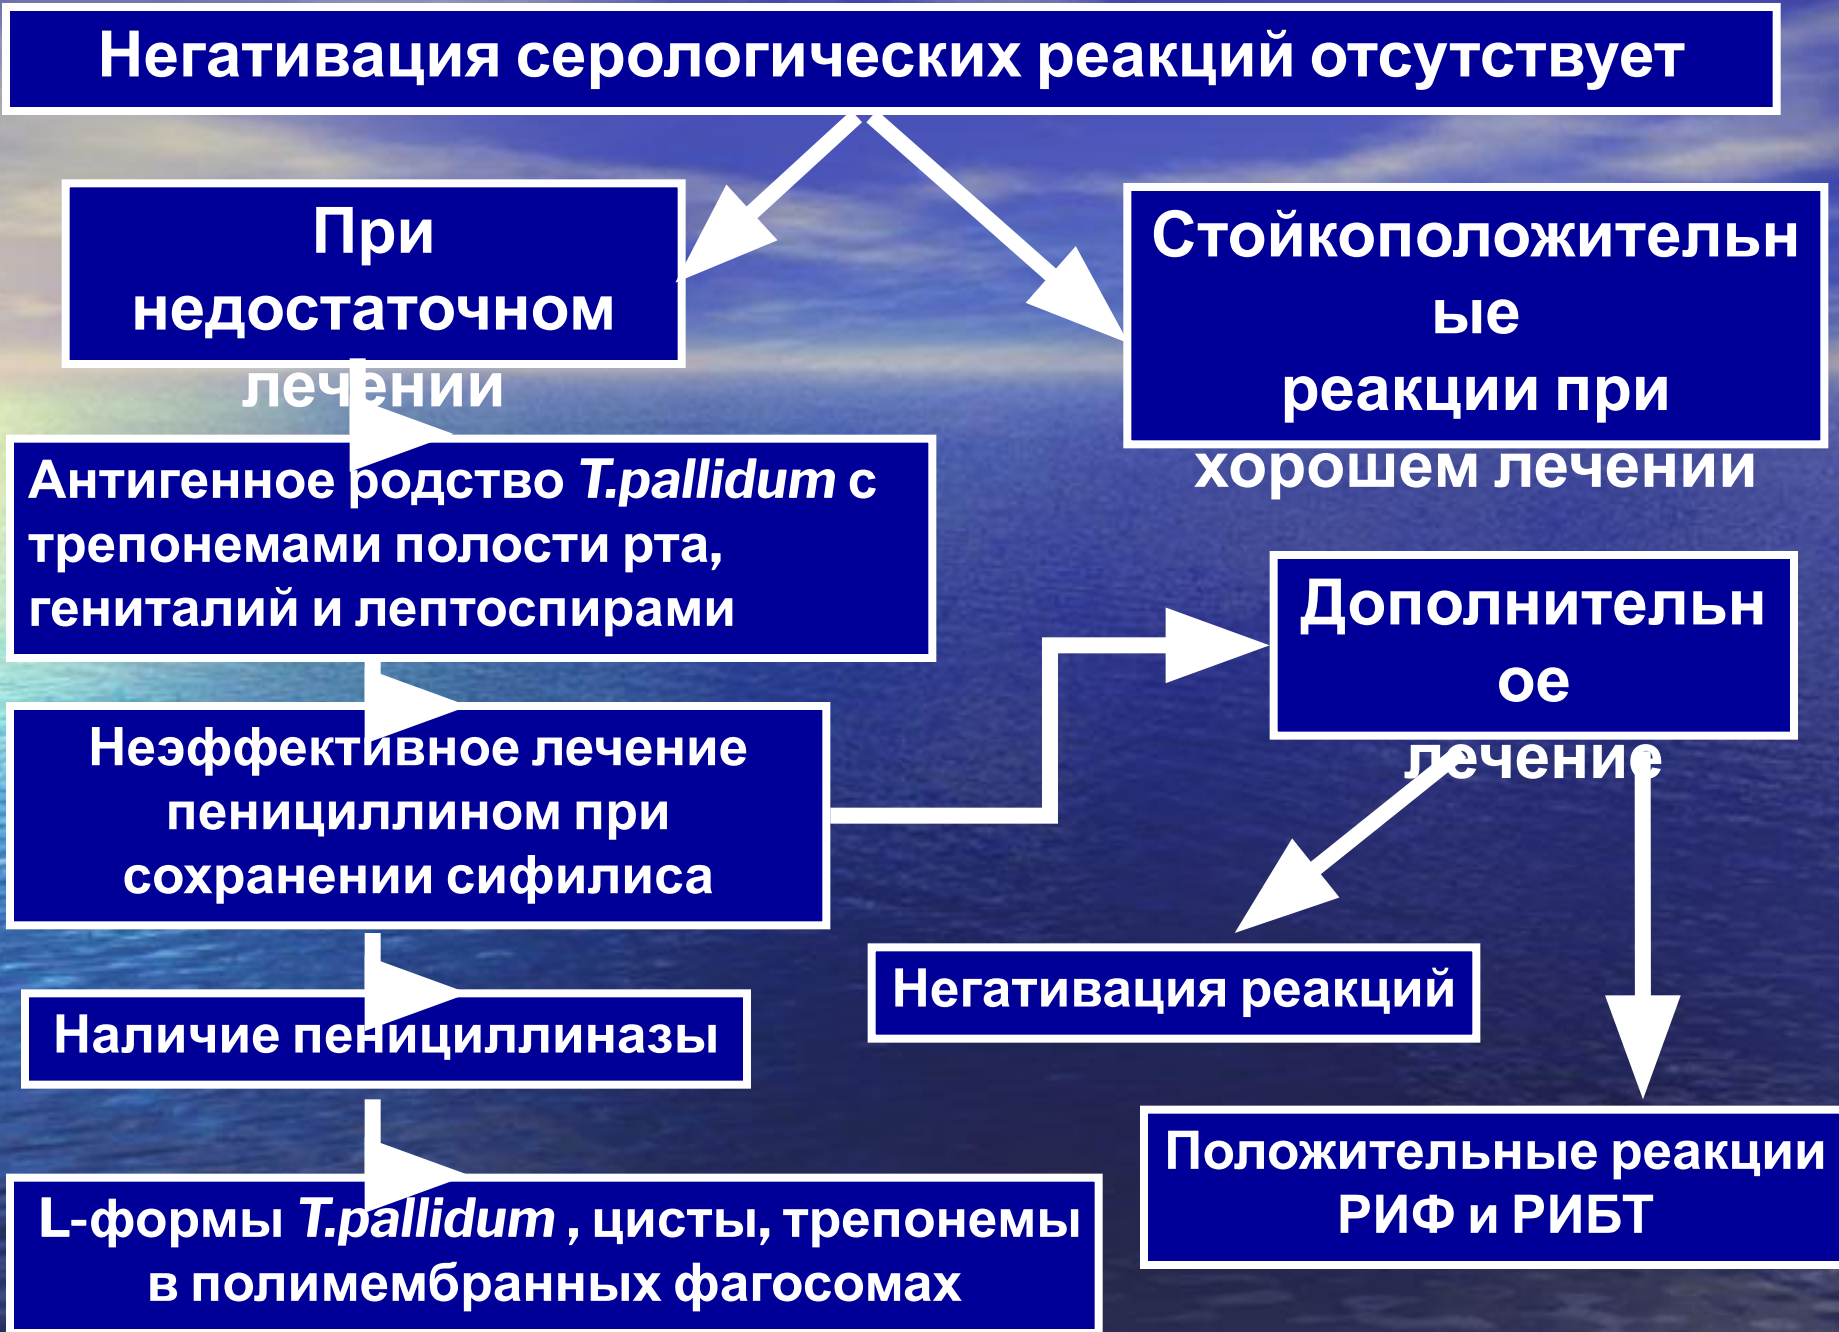 Негативация серологических реакций отсутствует
При
недостаточном
лечении
Стойкоположительн
ые
реакции при
хорошем лечении
Антигенное родство T.pallidum с
трепонемами полости рта,
гениталий и лептоспирами
Дополнительн
ое
лечение
Неэффективное лечение
пенициллином при
сохранении сифилиса
Негативация реакций
Наличие пенициллиназы
Положительные реакции
РИФ и РИБТ
L-формы T.pallidum , цисты, трепонемы
в полимембранных фагосомах